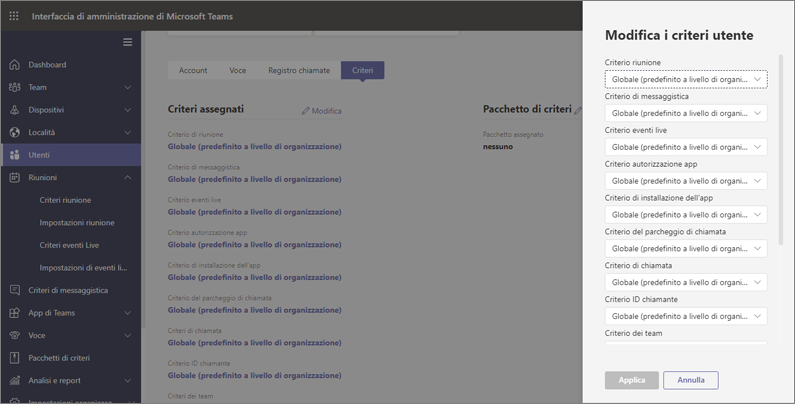 Interfaccia di amministrazione di Microsoft Teams
Dashboard
Team
Dispositivi
Località
Utenti
Riunioni
Criteri riunione
Impostazioni riunione
Criteri eventi Live
Impostazioni di eventi li...
Criteri di messaggistica
App di Teams
Voce
Pacchetti di criteri
Analisi e report
Account
Voce
Registro chiamate
Criteri
Criteri assegnati
Modifica
Criterio di riunione
Globale (predefinito a livello di organizzazione)
Criterio di messaggistica
Globale (predefinito a livello di organizzazione)
Criterio eventi live
Globale (predefinito a livello di organizzazione)
Criterio autorizzazione app
Globale (predefinito a livello di organizzazione)
Criterio di installazione dell'app
Globale (predefinito a livello di organizzazione)
Criterio del parcheggio di chiamata
Globale (predefinito a livello di organizzazione)
Criteri di chiamata
Globale (predefinito a livello di organizzazione)
Criterio ID chiamante
Globale (predefinito a livello di organizzazione)
Criteri dei team
Pacchetto di criteri
Pacchetto assegnato
nessuno
Modifica i criteri utente
Criterio riunione
Globale (predefinito a livello di organi...
Criterio di messaggistica
Globale (predefinito a livello di organi...
Criterio eventi live
Globale (predefinito a livello di organi...
Criterio autorizzazione app
Globale (predefinito a livello di organi...
Criterio di installazione dell'app
Globale (predefinito a livello di organi...
Criterio del parcheggio di chiamata
Globale (predefinito a livello di organi...
Criterio di chiamata
Globale (predefinito a livello di organi...
Criterio ID chiamante
Globale (predefinito a livello di organi...
Criterio dei team
Applica
Annulla